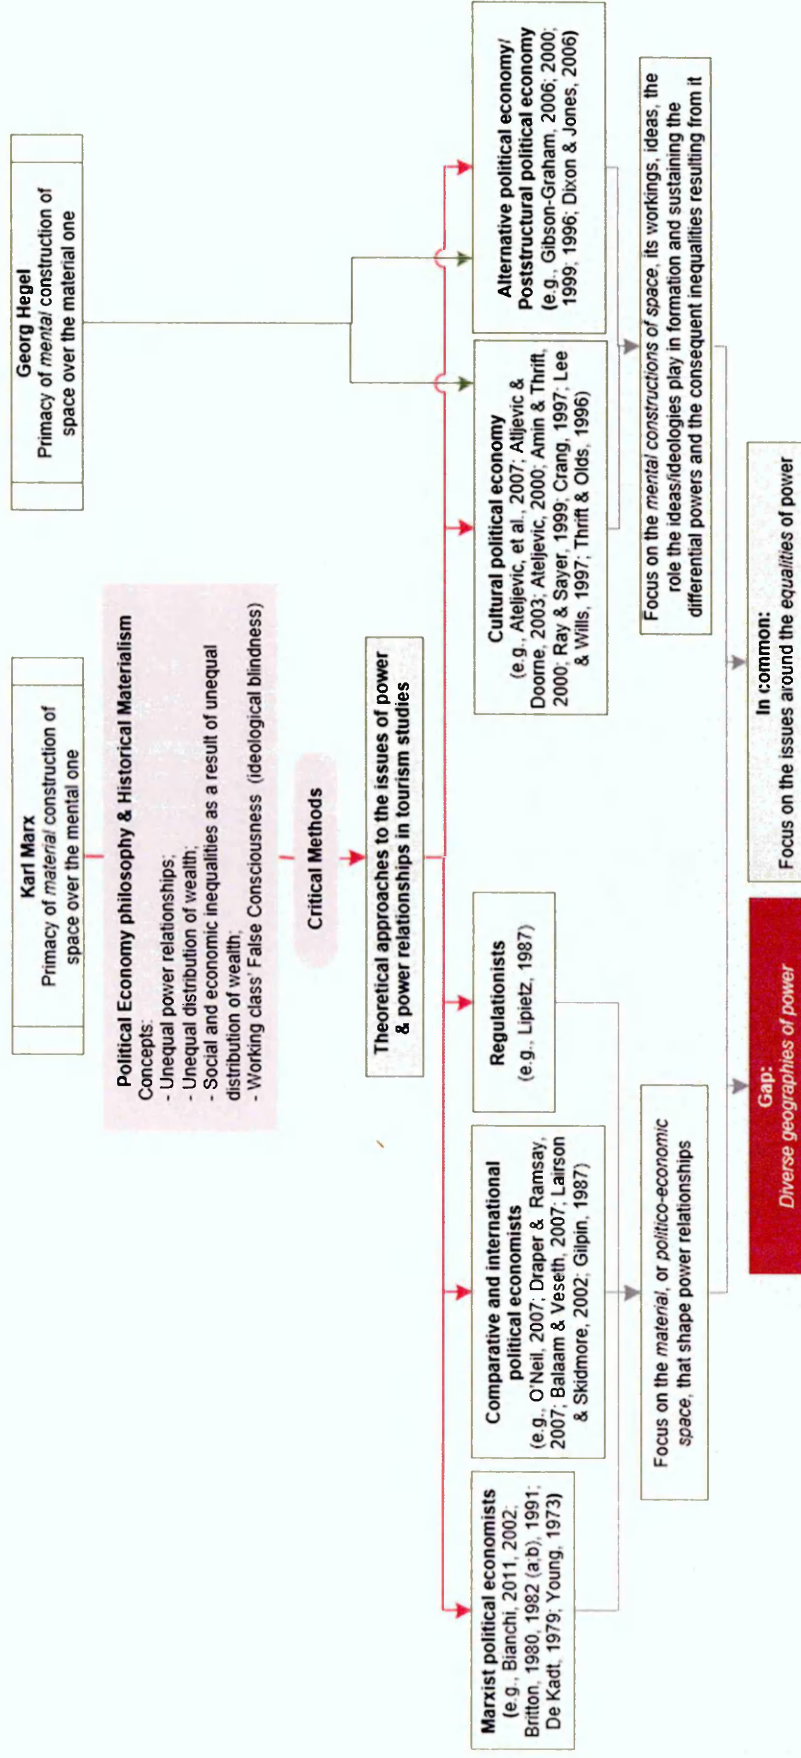 Karl Marx
Primacy of material construction of
space over the mental one
Georg Hegel
Primacy of mental construction of
space over the material one
Political Economy philosophy & Historical Materialism
Concepts:
- Unequal power relationships;
- Unequal distribution of wealth;
- Social and economic inequalities as a result of unequal
distribution of wealth;
- Working class' False Consciousness (ideological blindness)
Critical Methods
Theoretical approaches to the issues of power
& power relationships in tourism studies
Marxist political economists
(e.g., Bianchi, 2011, 2002;
Britton, 1980, 1982 (a;b), 1991;
De Kadt, 1979; Young, 1973)
Comparative and international
political economists
(e.g., O'Neil, 2007; Draper & Ramsay,
2007; Balaam & Veseth, 2007; Lairson
& Skidmore, 2002; Gilpin, 1987)
Regulationists
(e.g., Lipietz, 1987)
Cultural political economy
(e.g., Ateljevic, et al., 2007; Atljevic &
Doorne, 2003; Ateljevic, 2000; Amin & Thrift,
2000; Ray & Sayer, 1999; Crang, 1997; Lee
& Wills, 1997; Thrift & Olds, 1996)
Alternative political economy/
Poststructural political economy
(e.g., Gibson-Graham, 2006; 2000;
1999; 1996; Dixon & Jones, 2006)
Focus on the material, or politico-economic
space, that shape power relationships
Focus on the mental constructions of space, its workings, ideas, the
role the ideas/ideologies play in formation and sustaining the
differential powers and the consequent inequalities resulting from it
Gap:
Diverse geographies of power
In common:
Focus on the issues around the equalities of power